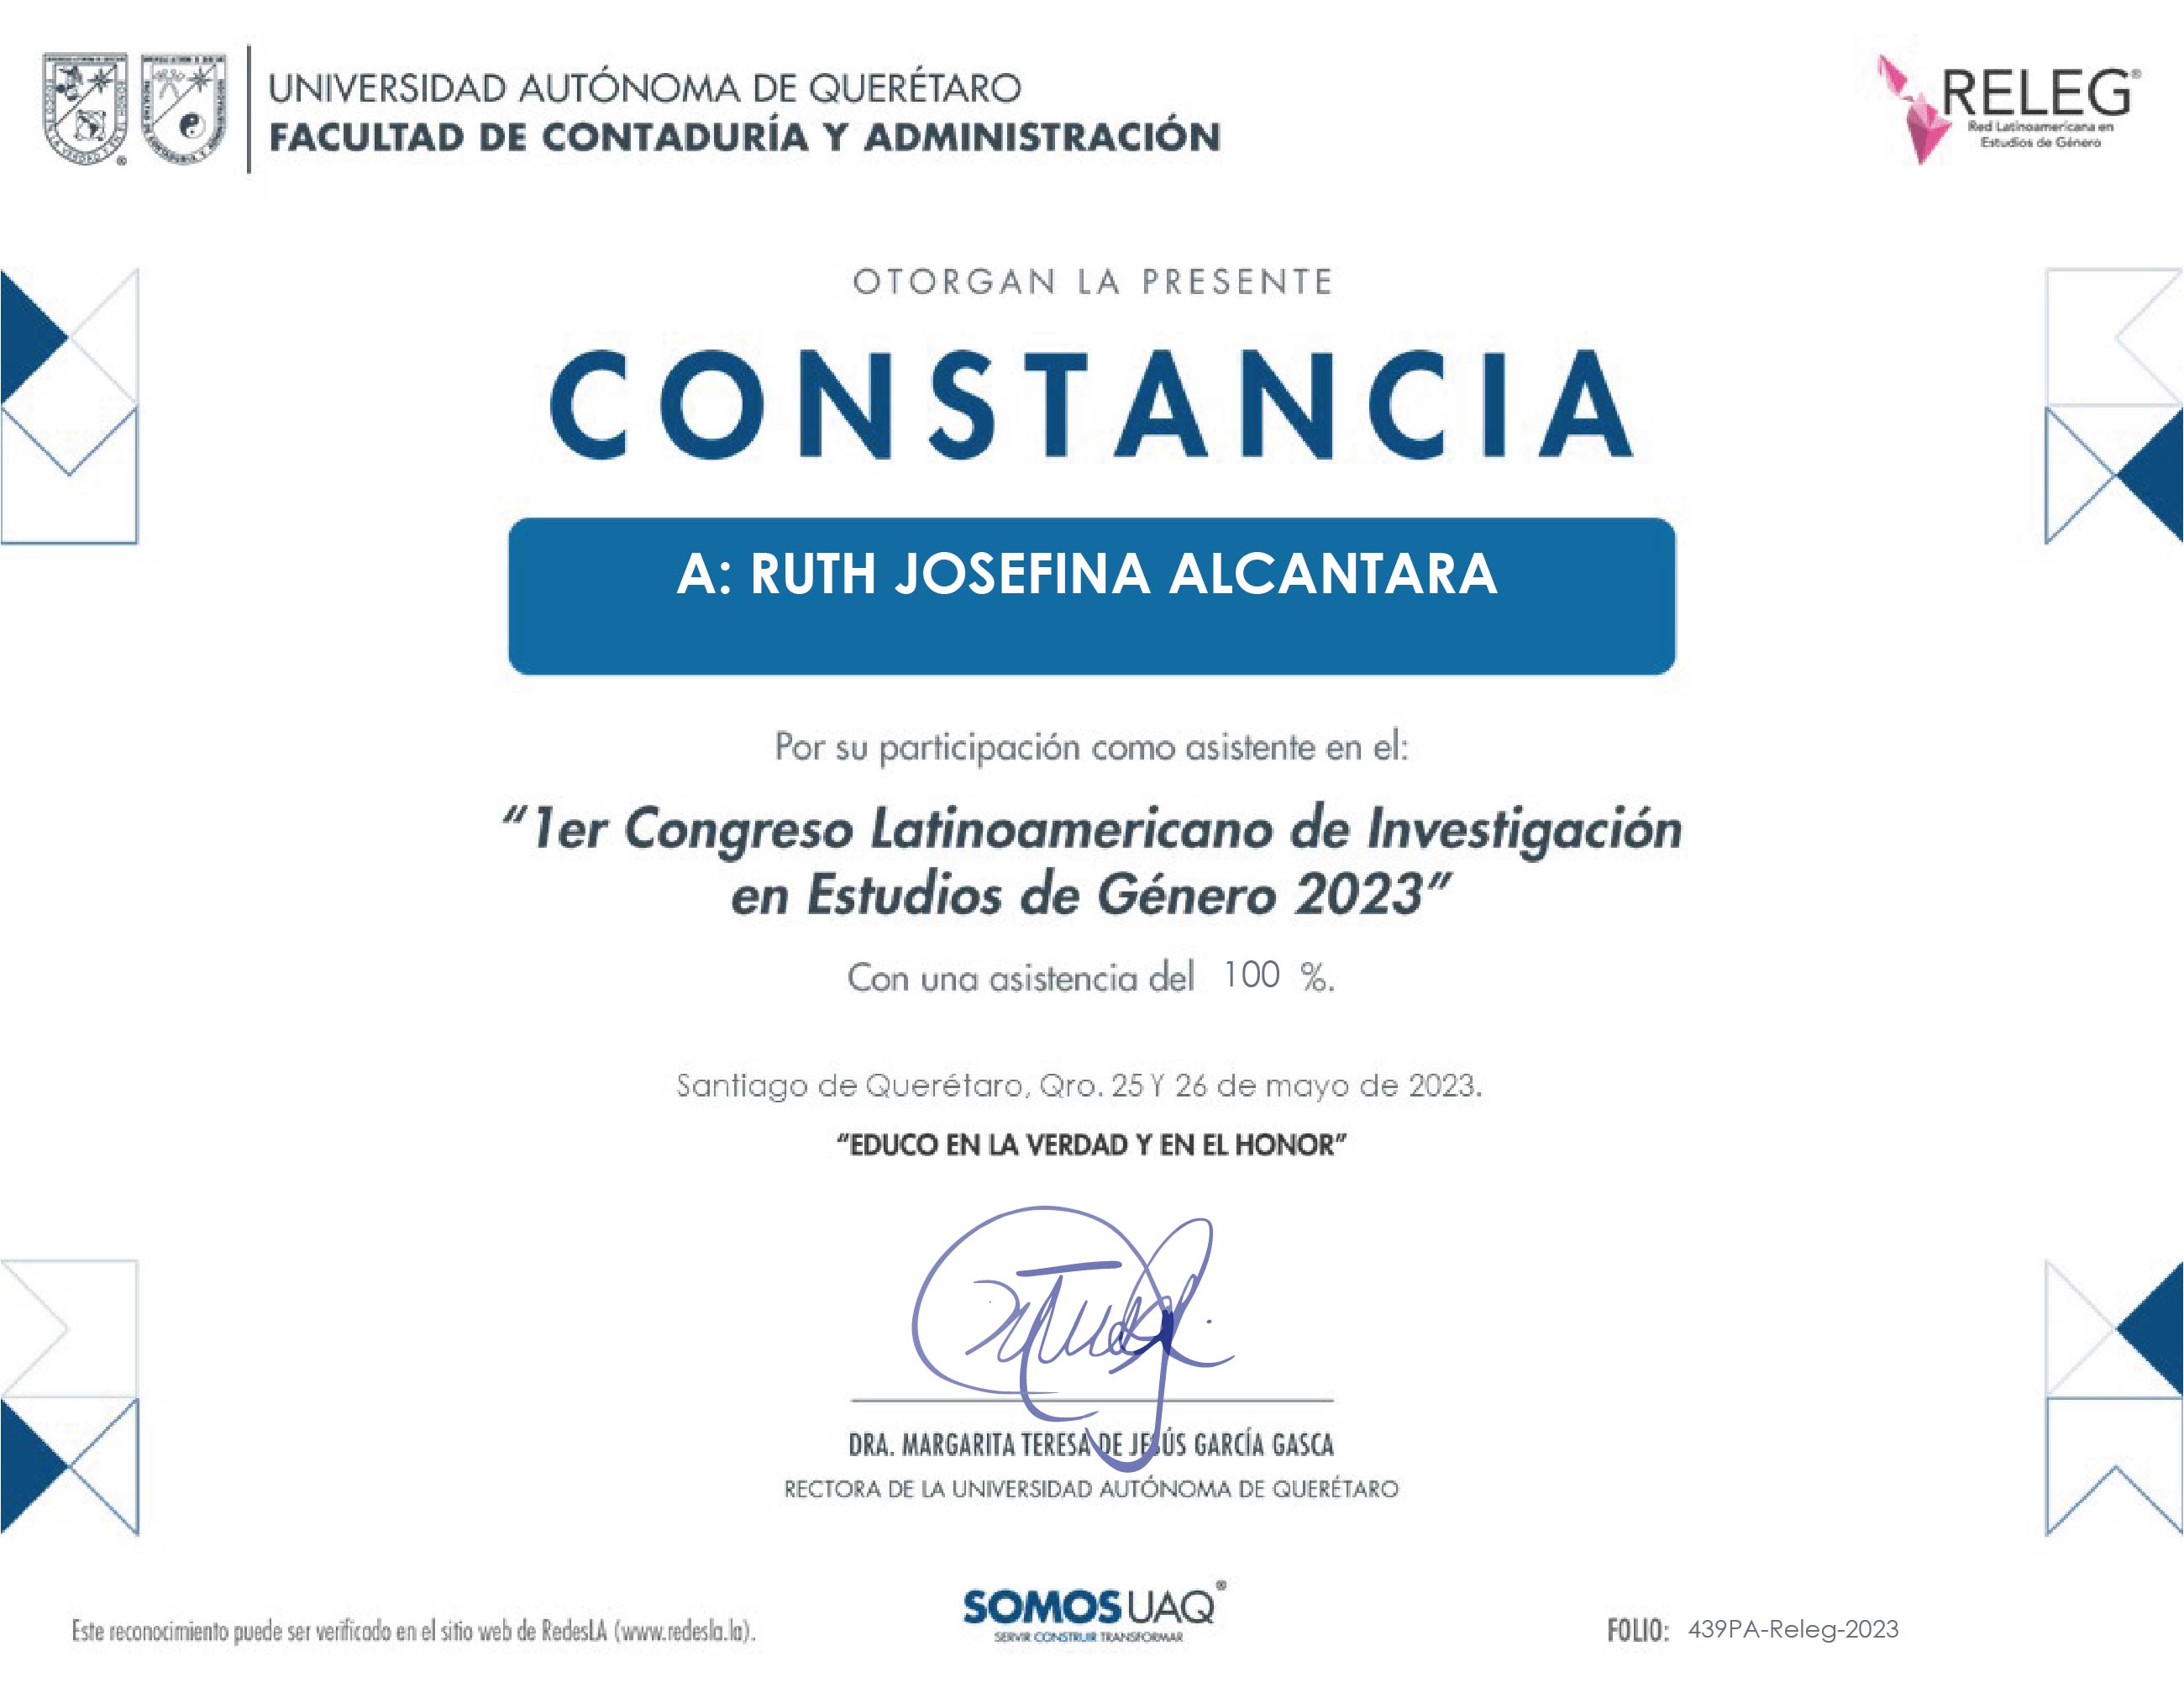 UNIVERSIDAD AUTÓNOMA DE QUERÉTARO
FACULTAD DE CONTADURÍA Y ADMINISTRACIÓN
RELEG®
Red Latinoamericana en
Estudios de Género
OTORGAN LA PRESENTE
CONSTANCIA
A: RUTH JOSEFINA ALCANTARA
Por su participación como asistente en el:
“1er Congreso Latinoamericano de Investigación
en Estudios de Género 2023”
Con una asistencia del 100 %.
Santiago de Querétaro, Qro. 25 Y 26 de mayo de 2023.
“EDUCO EN LA VERDAD Y EN EL HONOR”
DRA. MARGARITA TERESA DE JESÚS GARCÍA GASCA
RECTORA DE LA UNIVERSIDAD AUTÓNOMA DE QUERÉTARO
SOMOSUAQ®
SERVIR CONSTRUIR TRANSFORMAR
Este reconocimiento puede ser verificado en el sitio web de RedesLA (www.redesla.la).
FOLIO: 439PA-Releg-2023